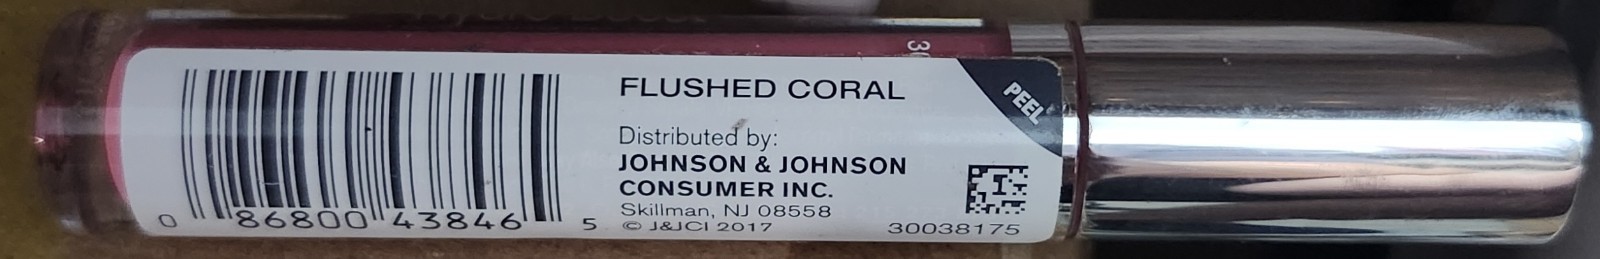 FLUSHED CORAL
PEEL
Distributed by:
JOHNSON & JOHNSON
CONSUMER INC.
Skillman, NJ 08558
© J&JCI 2017
30038175
0 86800 43846 5